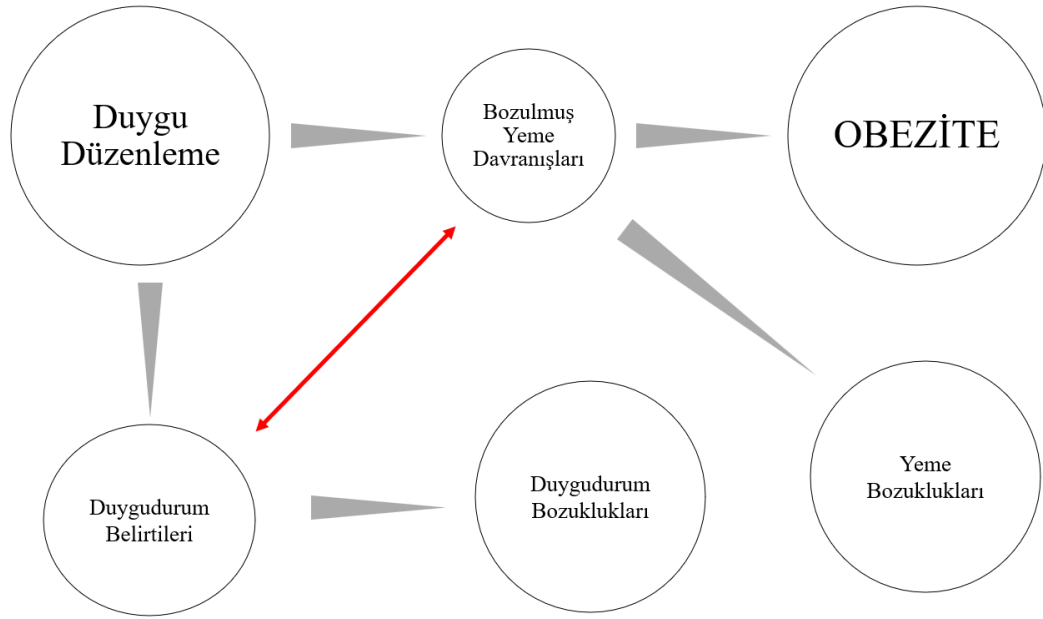 Duygu
Düzenleme
Bozulmuş
Yeme
Davranışları
OBEZİTE
Duygudurum
Belirtileri
Duygudurum
Bozuklukları
Yeme
Bozuklukları